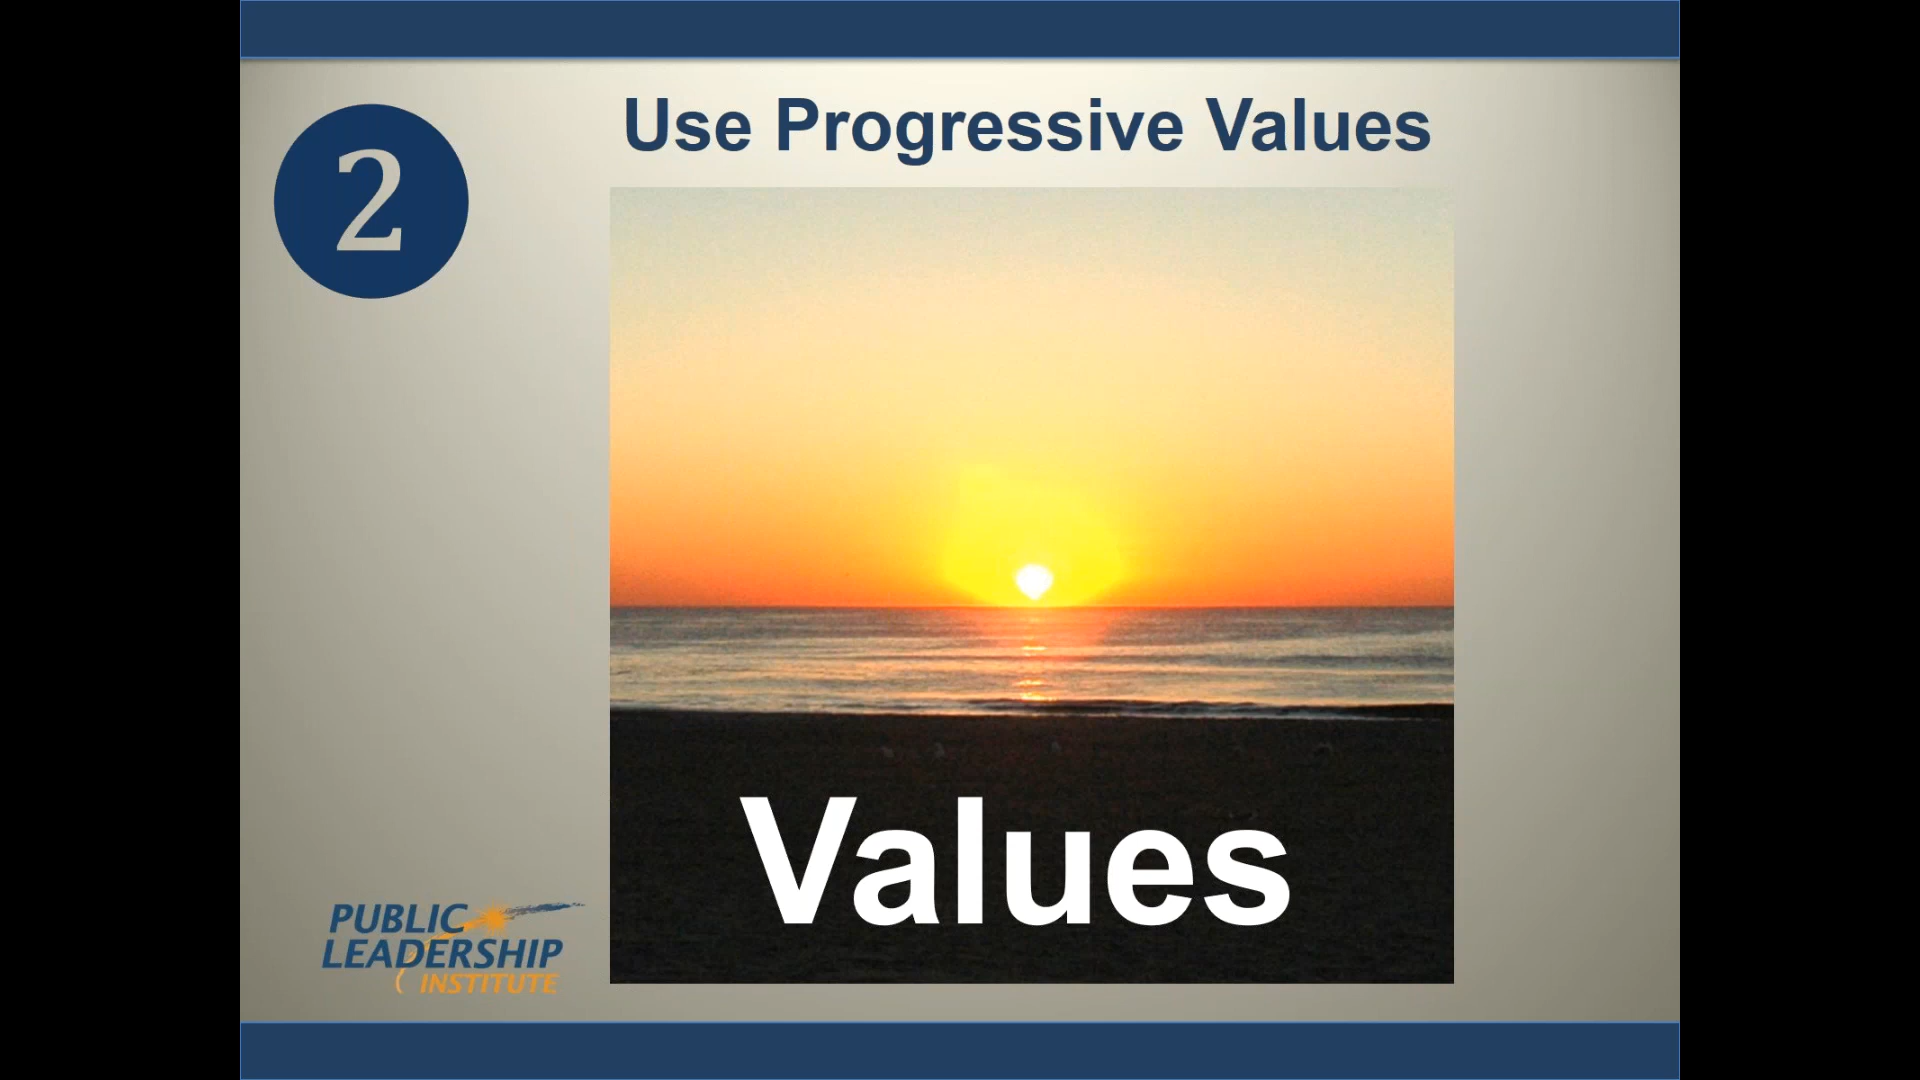 2
Use Progressive Values
Values
PUBLIC
LEADERSHIP
INSTITUTE